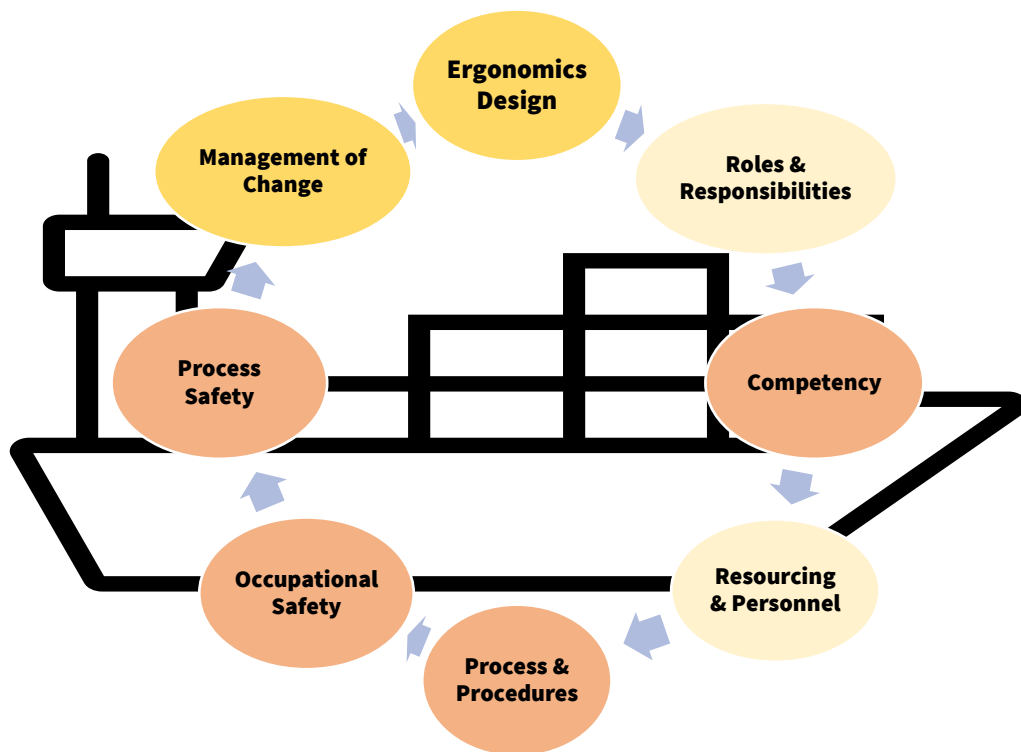 Ergonomics
Design
Roles &
Responsibilities
Competency
Resourcing
& Personnel
Process &
Procedures
Occupational
Safety
Process
Safety
Management of
Change